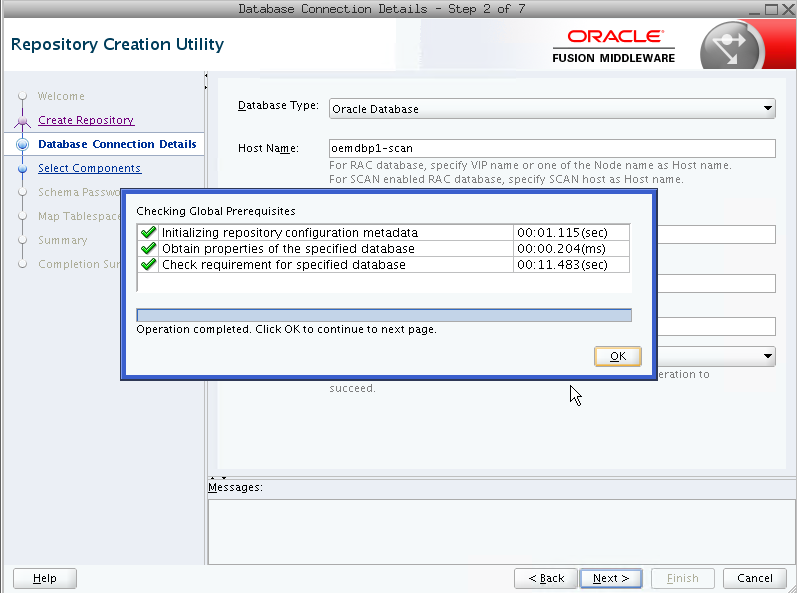 Database Connection Details - Step 2 of 7
Repository Creation Utility
ORACLE
FUSION MIDDLEWARE
Welcome
Create Repository
Database Connection Details
Select Components
Schema Passwo
Map Tablespace
Summary
Completion Sum
Database Type:
Oracle Database
Host Name:
oemdbp1-scan
For RAC database, specify VIP name or one of the Node name as Host name.
For SCAN enabled RAC database, specify SCAN host as Host name.
Checking Global Prerequisites
Initializing repository configuration metadata 00:01.115(sec)
Obtain properties of the specified database 00:00.204(ms)
Check requirement for specified database 00:11.483(sec)
Operation completed. Click OK to continue to next page.
OK
eration to
succeed.
Messages:
Help
< Back
Next >
Finish
Cancel